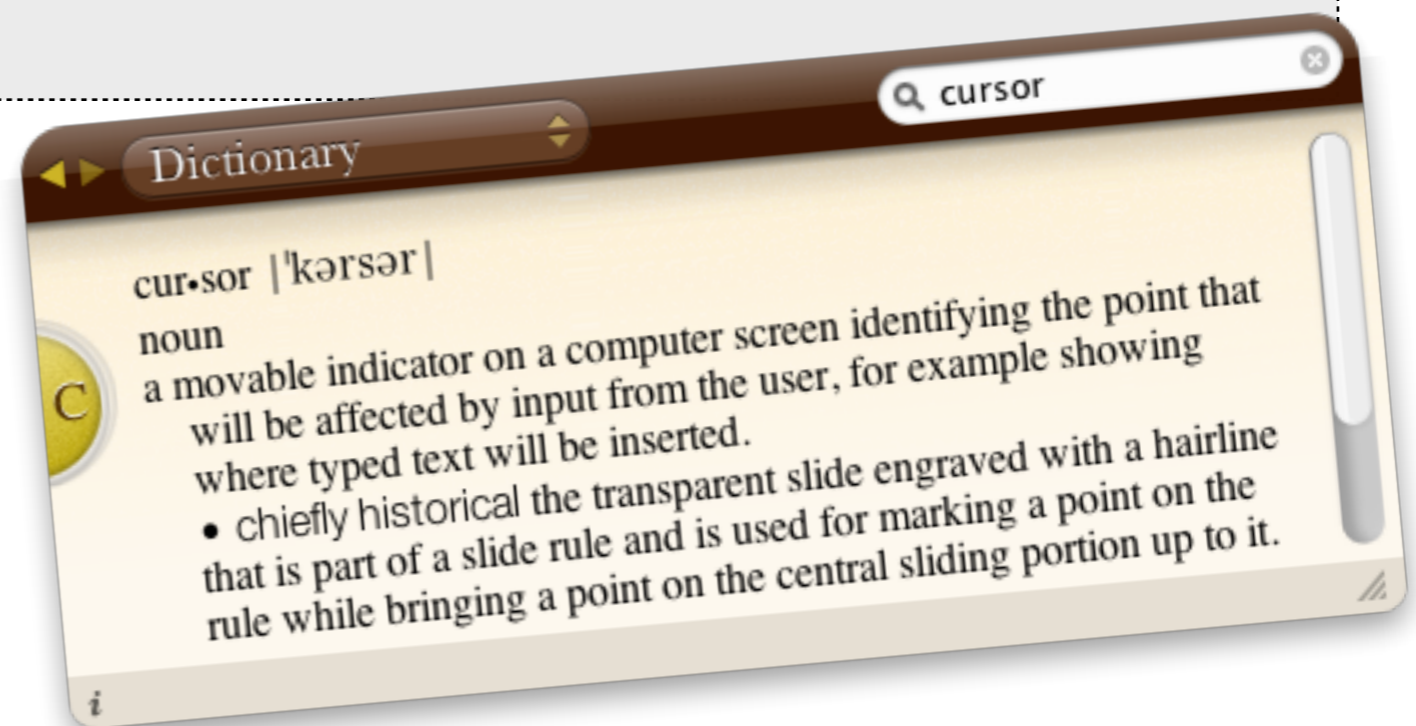 Dictionary
cursor
cur•sor |ˈkərsər|
noun
a movable indicator on a computer screen identifying the point that
will be affected by input from the user, for example showing
where typed text will be inserted.
• chiefly historical the transparent slide engraved with a hairline
that is part of a slide rule and is used for marking a point on the
rule while bringing a point on the central sliding portion up to it.
C
i